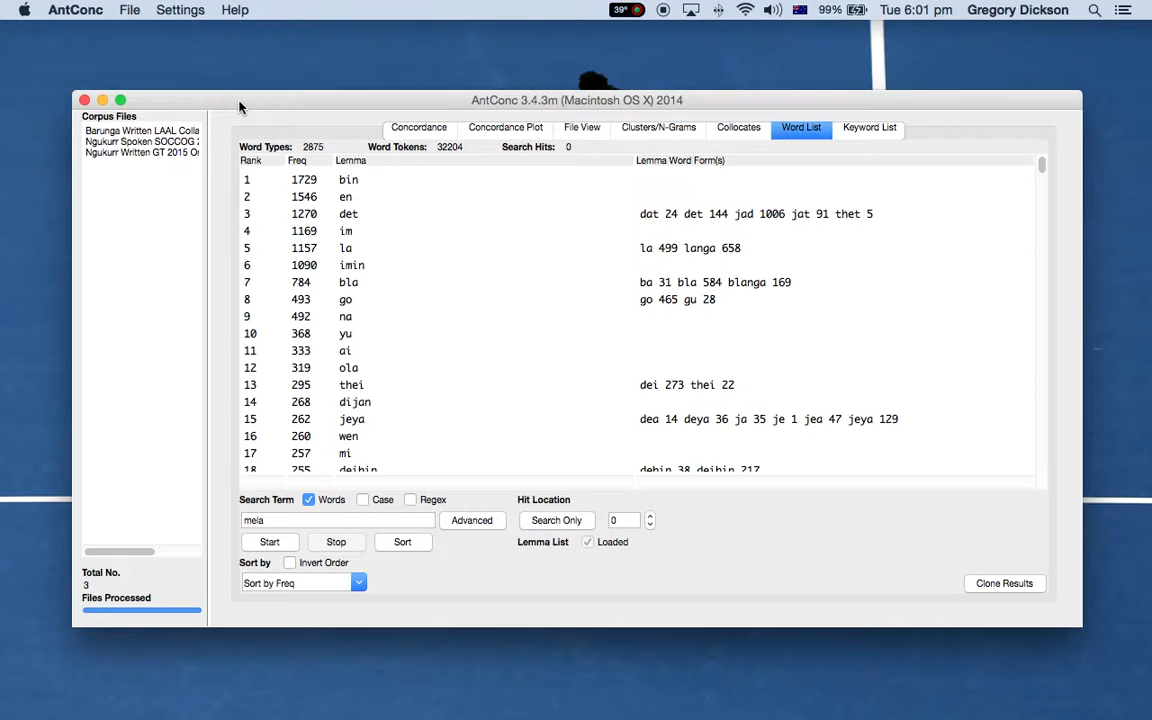 AntConc File Settings Help 39° 99% Tue 6:01 pm Gregory Dickson
AntConc 3.4.3m (Macintosh OS X) 2014
Corpus Files
Barunga Written LAAL Colla
Ngukurr Spoken SOCCOG 2
Ngukurr Written GT 2015 Or
Concordance Concordance Plot File View Clusters/N-Grams Collocates Word List Keyword List
Word Types: 2875 Word Tokens: 32204 Search Hits: 0
Rank Freq Lemma Lemma Word Form(s)
1 1729 bin
2 1546 en
3 1270 det dat 24 det 144 jad 1006 jat 91 thet 5
4 1169 im
5 1157 la la 499 langa 658
6 1090 imin
7 784 bla ba 31 bla 584 blanga 169
8 493 go go 465 gu 28
9 492 na
10 368 yu
11 333 ai
12 319 ola
13 295 thei dei 273 thei 22
14 268 dijan
15 262 jeya dea 14 deya 36 ja 35 je 1 jea 47 jeya 129
16 260 wen
17 257 mi
18 255 deibin debin 38 deibin 217
Search Term Words Case Regex Hit Location
mela Advanced Search Only 0
Start Stop Sort Lemma List Loaded
Sort by Invert Order
Sort by Freq Clone Results
Total No.
3
Files Processed